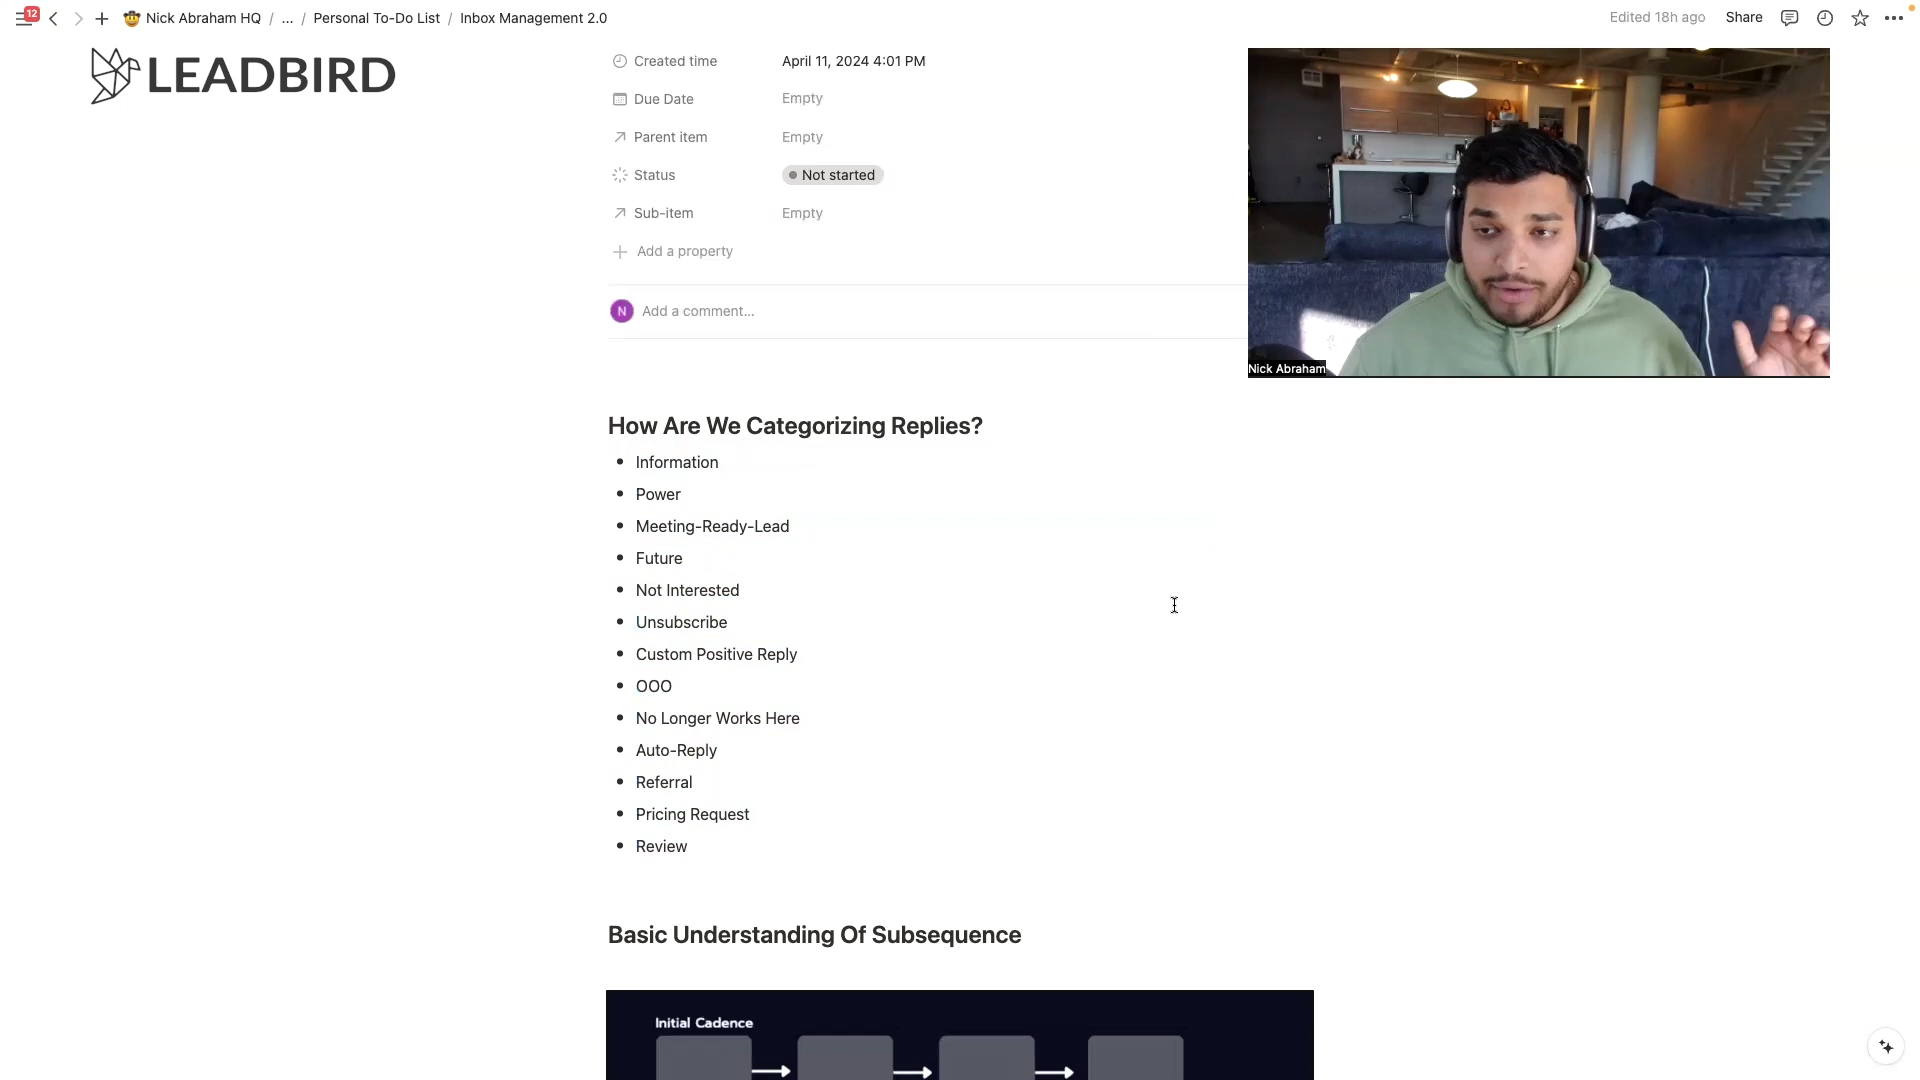 12
Nick Abraham HQ / ... / Personal To-Do List / Inbox Management 2.0
Edited 18h ago
Share
LEADBIRD
Created time
April 11, 2024 4:01 PM
Due Date
Empty
Parent item
Empty
Status
Not started
Sub-item
Empty
Add a property
N
Add a comment...
Nick Abraham
How Are We Categorizing Replies?
• Information
• Power
• Meeting-Ready-Lead
• Future
• Not Interested
• Unsubscribe
• Custom Positive Reply
• OOO
• No Longer Works Here
• Auto-Reply
• Referral
• Pricing Request
• Review
Basic Understanding Of Subsequence
Initial Cadence